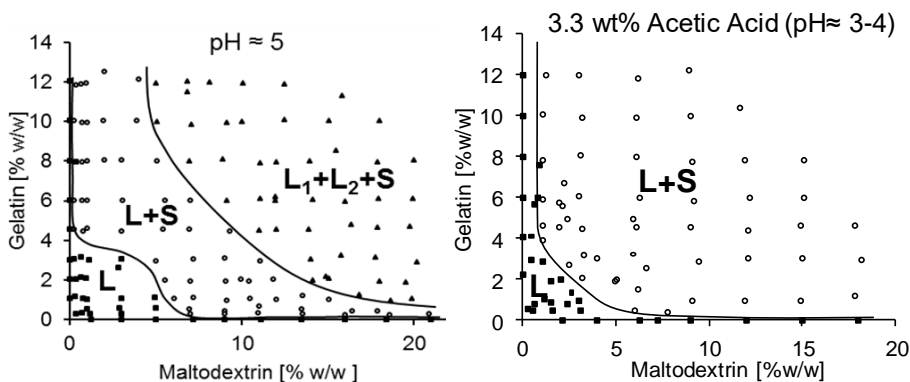 pH ≈ 5
Gelatin [% w/w]
14
12
10
8
6
4
2
0
L₁+L₂+S
L+S
L
0
10
20
Maltodextrin [% w/w ]
3.3 wt% Acetic Acid (pH≈ 3-4)
Gelatin [%w/w]
14
12
10
8
6
4
2
0
L+S
L
0
5
10
15
20
Maltodextrin [%w/w]